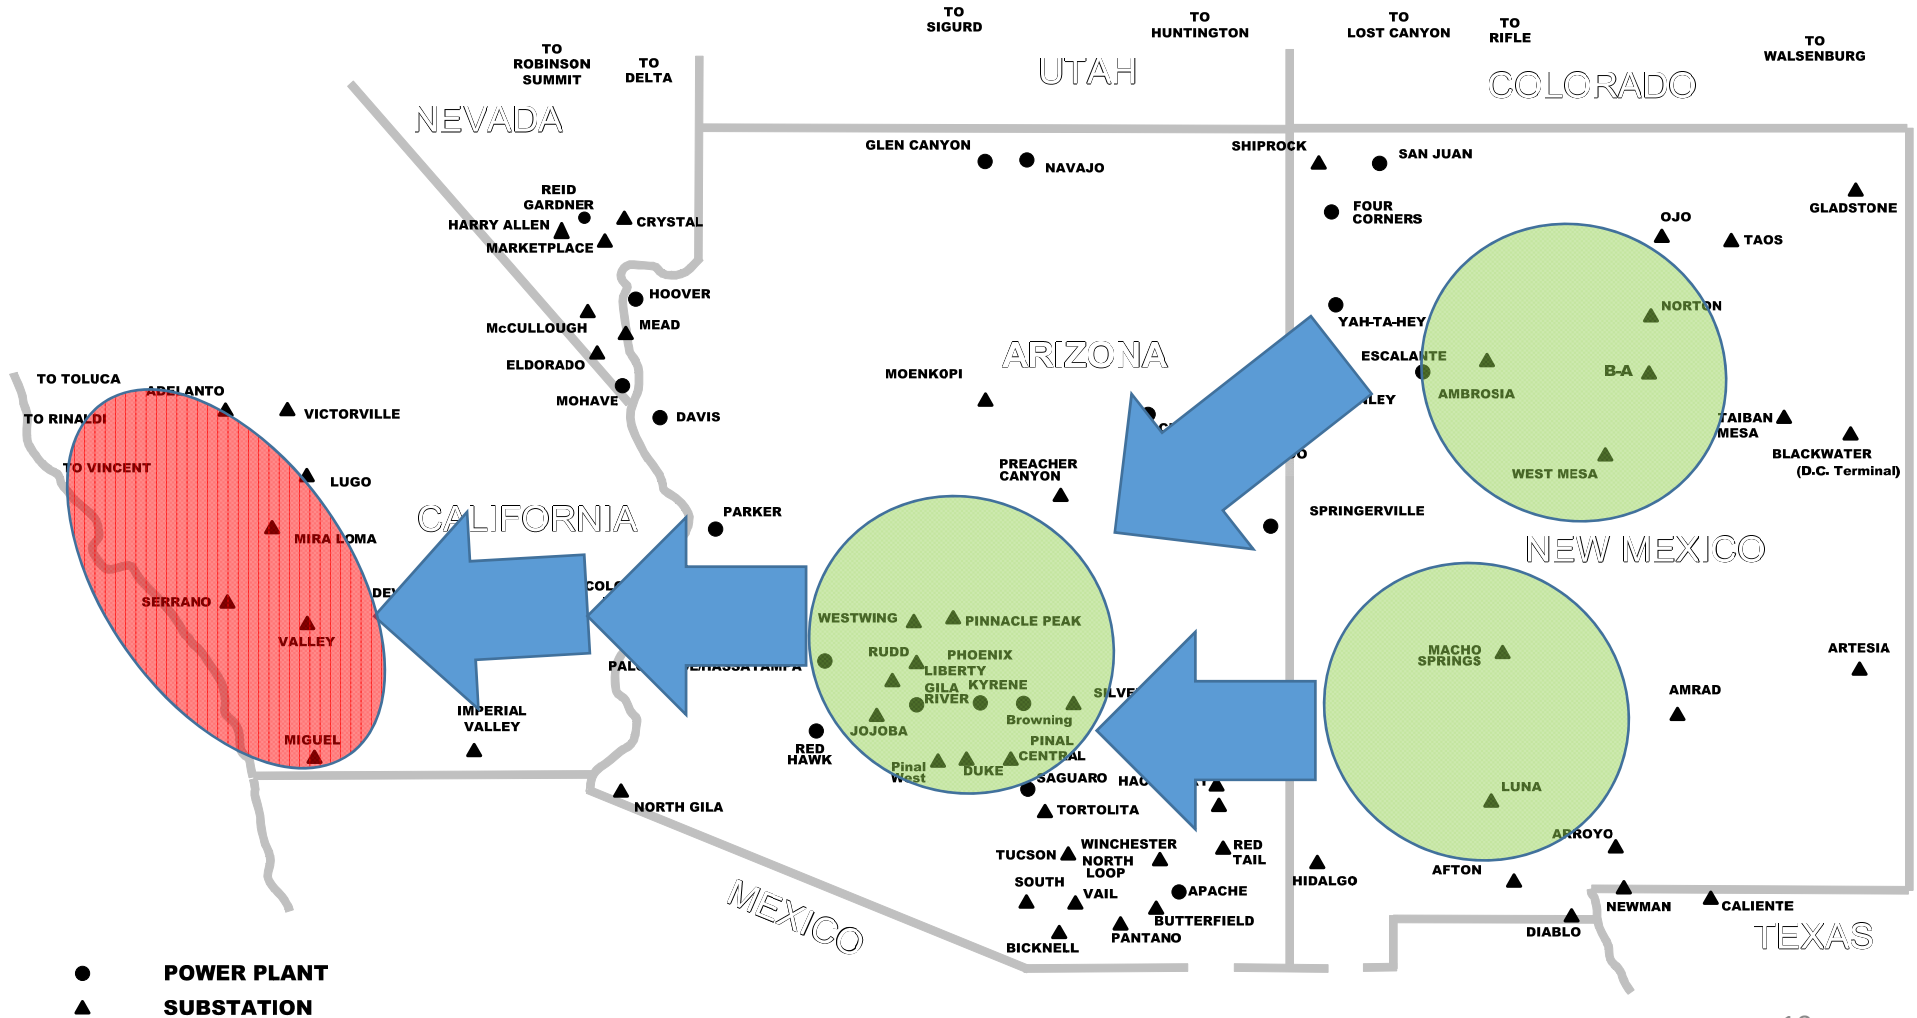 TO
SIGURD
TO
HUNTINGTON
TO
LOST CANYON
TO
RIFLE
TO
WALSENBURG
TO
ROBINSON
SUMMIT
TO
DELTA
UTAH
COLORADO
NEVADA
GLEN CANYON
NAVAJO
SHIPROCK
SAN JUAN
REID
GARDNER
HARRY ALLEN
CRYSTAL
MARKETPLACE
FOUR
CORNERS
GLADSTONE
OJO
TAOS
HOOVER
McCULLOUGH
MEAD
ELDORADO
MOHAVE
DAVIS
YAH-TA-HEY
NORTON
ARIZONA
ESCALANTE
AMBROSIA
B-A
MOENKOPI
TO TOLUCA
ADELANTO
TO RINALDI
VICTORVILLE
TAIBAN
MESA
BLACKWATER
(D.C. Terminal)
TO VINCENT
LUGO
PREACHER
CANYON
WEST MESA
CALIFORNIA
PARKER
SPRINGERVILLE
MIRA LOMA
NEW MEXICO
SERRANO
VALLEY
WESTWING
PINNACLE PEAK
RUDD
PHOENIX
LIBERTY
GILA
RIVER
KYRENE
Browning
JOJOBA
MACHO
SPRINGS
ARTESIA
AMRAD
IMPERIAL
VALLEY
MIGUEL
RED
HAWK
PINAL
CENTRAL
Pinal
West
DUKE
SAGUARO
LUNA
NORTH GILA
TORTOLITA
ARROYO
TUCSON
WINCHESTER
NORTH
LOOP
RED
TAIL
HIDALGO
AFTON
SOUTH
VAIL
APACHE
BUTTERFIELD
PANTANO
BICKNELL
NEWMAN
CALIENTE
DIABLO
MEXICO
TEXAS
POWER PLANT
SUBSTATION